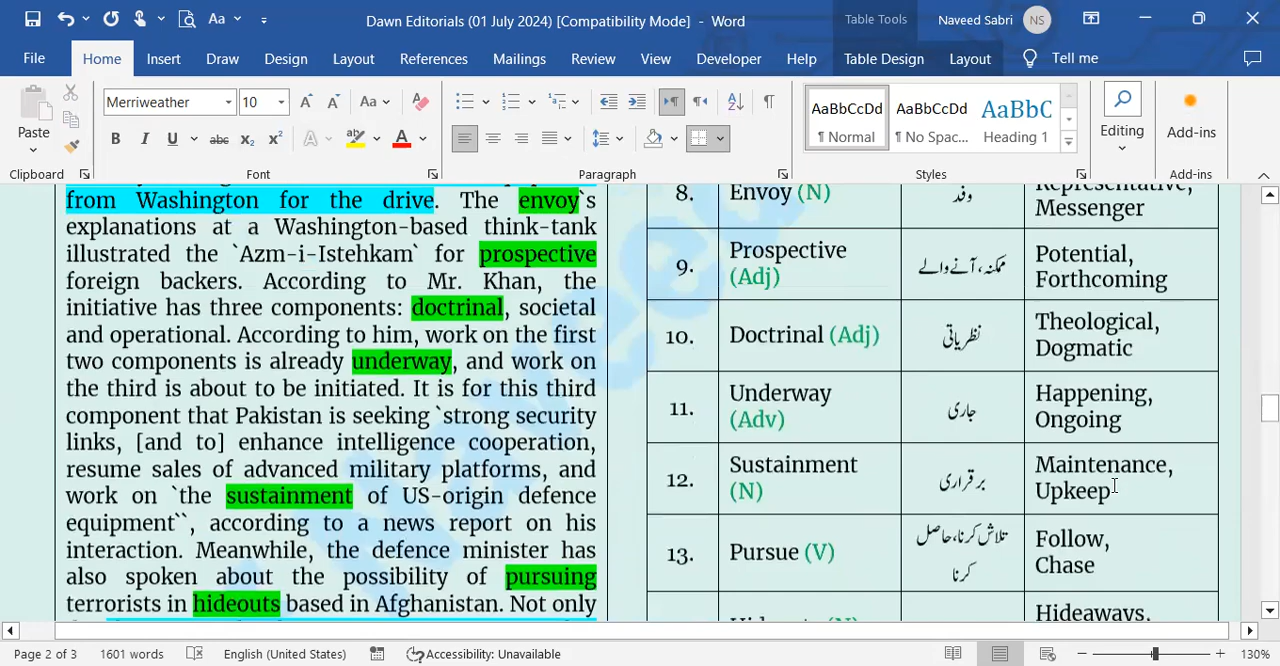 Dawn Editorials (01 July 2024) [Compatibility Mode] - Word
Table Tools
Naveed Sabri
NS
File
Home
Insert
Draw
Design
Layout
References
Mailings
Review
View
Developer
Help
Table Design
Layout
Tell me
Paste
Clipboard
Merriweather
10
Font
Paragraph
AaBbCcDd
¶ Normal
AaBbCcDd
¶ No Spac...
AaBbC
Heading 1
Styles
Editing
Add-ins
Add-ins
from Washington for the drive. The envoy`s
explanations at a Washington-based think-tank
illustrated the `Azm-i-Istehkam` for prospective
foreign backers. According to Mr. Khan, the
initiative has three components: doctrinal, societal
and operational. According to him, work on the first
two components is already underway, and work on
the third is about to be initiated. It is for this third
component that Pakistan is seeking `strong security
links, [and to] enhance intelligence cooperation,
resume sales of advanced military platforms, and
work on `the sustainment of US-origin defence
equipment``, according to a news report on his
interaction. Meanwhile, the defence minister has
also spoken about the possibility of pursuing
terrorists in hideouts based in Afghanistan. Not only
8.
Envoy (N)
وفد
Representative,
Messenger
9.
Prospective
(Adj)
ممکنہ، آنے والے
Potential,
Forthcoming
10.
Doctrinal (Adj)
نظریاتی
Theological,
Dogmatic
11.
Underway
(Adv)
جاری
Happening,
Ongoing
12.
Sustainment
(N)
برقراری
Maintenance,
Upkeep
13.
Pursue (V)
تلاش کرنا، حاصل
کرنا
Follow,
Chase
Hideaways,
Page 2 of 3
1601 words
English (United States)
Accessibility: Unavailable
130%